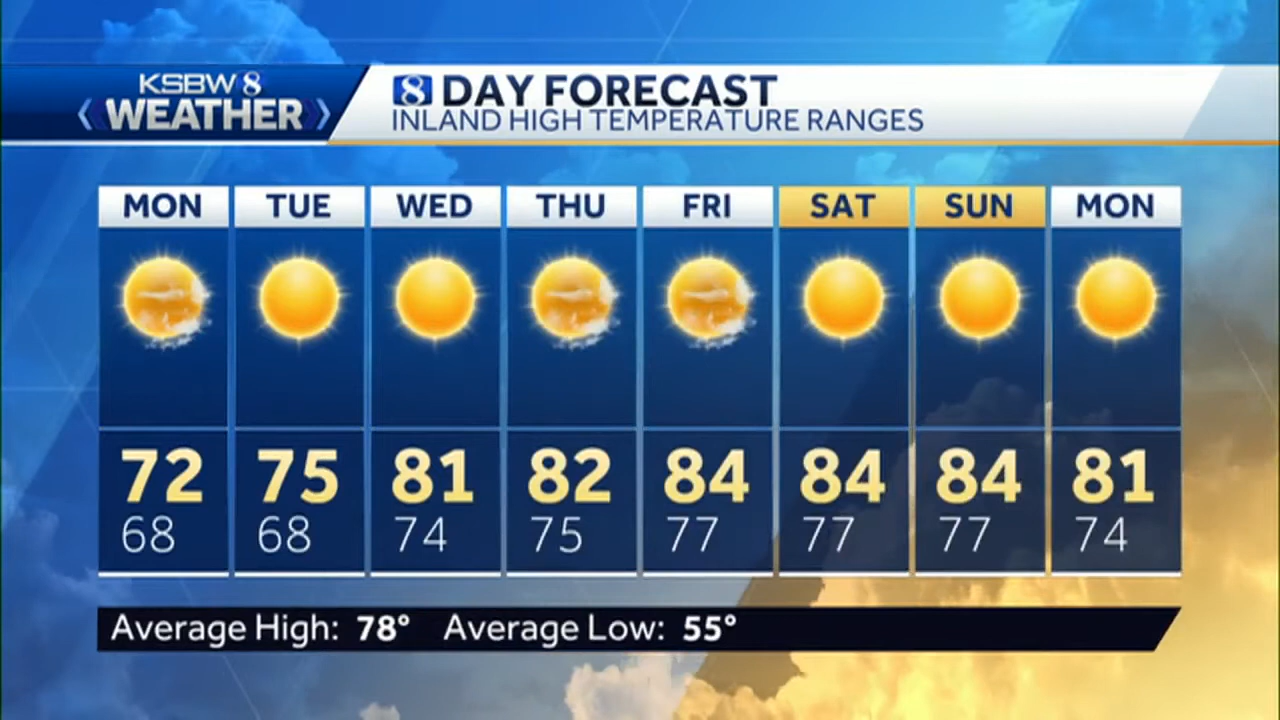 KSBW 8
WEATHER
8 DAY FORECAST
INLAND HIGH TEMPERATURE RANGES
MON TUE WED THU FRI SAT SUN MON
72 75 81 82 84 84 84 81
68 68 74 75 77 77 77 74
Average High: 78° Average Low: 55°